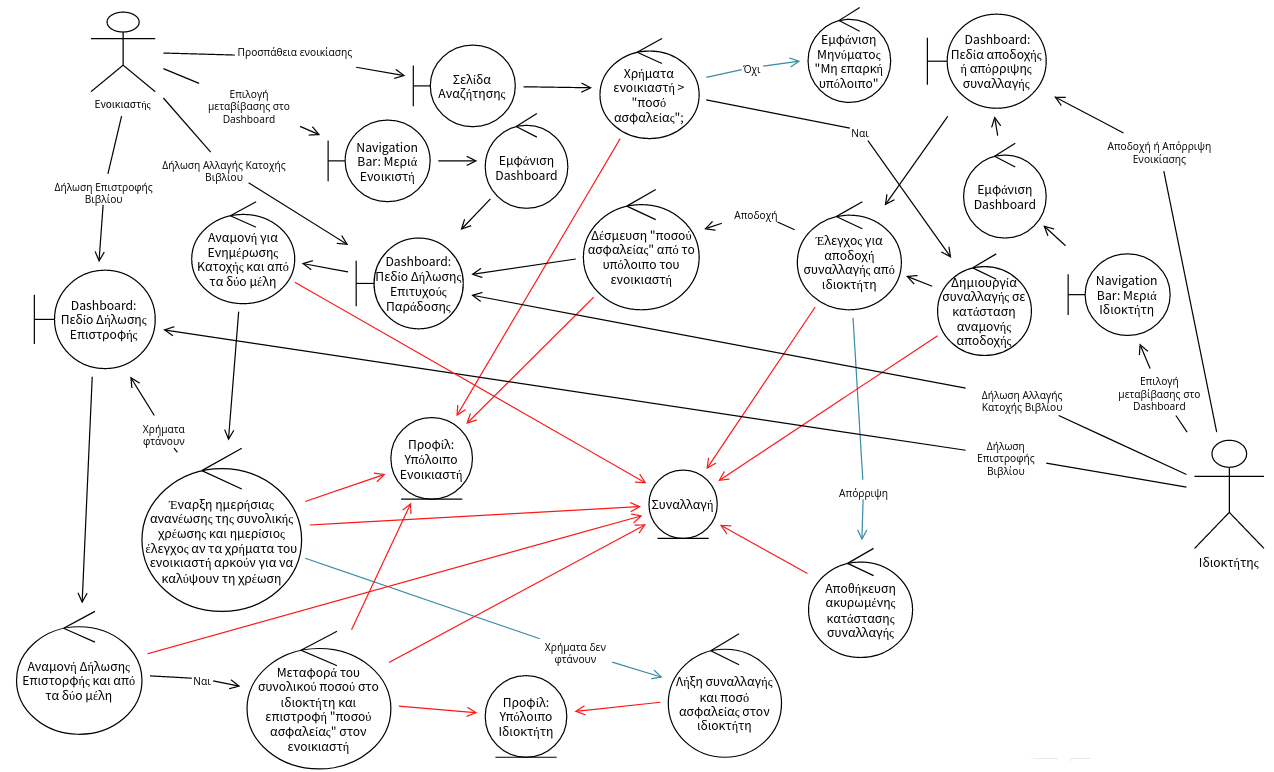 Ενοικιαστής
Προσπάθεια ενοικίασης
Σελίδα
Αναζήτησης
Χρήματα
ενοικιαστή >
"ποσό
ασφαλείας";
Όχι
Εμφάνιση
Μηνύματος
"Μη επαρκή
υπόλοιπο"
Dashboard:
Πεδία αποδοχής
ή απόρριψης
συναλλαγής
Επιλογή
μεταβίβασης στο
Dashboard
Navigation
Bar: Μεριά
Ενοικιστή
Εμφάνιση
Dashboard
Ναι
Αποδοχή ή Απόρριψη
Ενοικίασης
Δήλωση Αλλαγής Κατοχής
Βιβλίου
Δήλωση Επιστροφής
Βιβλίου
Εμφάνιση
Dashboard
Αναμονή για
Ενημέρωσης
Κατοχής και από
τα δύο μέλη
Dashboard:
Πεδίο Δήλωσης
Επιτυχούς
Παράδοσης
Δέσμευση "ποσού
ασφαλείας" από το
υπόλοιπο του
ενοικιαστή
Αποδοχή
Έλεγχος για
αποδοχή
συναλλαγής από
ιδιοκτήτη
Δημιουργία
συναλλαγής σε
κατάσταση
αναμονής
αποδοχής
Navigation
Bar: Μεριά
Ιδιοκτήτη
Dashboard:
Πεδίο Δήλωσης
Επιστροφής
Επιλογή
μεταβίβασης στο
Dashboard
Δήλωση Αλλαγής
Κατοχής Βιβλίου
Δήλωση
Επιστροφής
Βιβλίου
Ιδιοκτήτης
Χρήματα
φτάνουν
Προφίλ:
Υπόλοιπο
Ενοικιαστή
Συναλλαγή
Απόρριψη
Έναρξη ημερήσιας
ανανέωσης της συνολικής
χρέωσης και ημερίσιος
έλεγχος αν τα χρήματα του
ενοικιαστή αρκούν για να
καλύψουν τη χρέωση
Αποθήκευση
ακυρωμένης
κατάστασης
συναλλαγής
Χρήματα δεν
φτάνουν
Αναμονή Δήλωσης
Επιστορφής και από
τα δύο μέλη
Ναι
Μεταφορά του
συνολικού ποσού στο
ιδιοκτήτη και
επιστροφή "ποσού
ασφαλείας" στον
ενοικιαστή
Προφίλ:
Υπόλοιπο
Ιδιοκτήτη
Λήξη συναλλαγής
και ποσό
ασφαλείας στον
ιδιοκτήτη